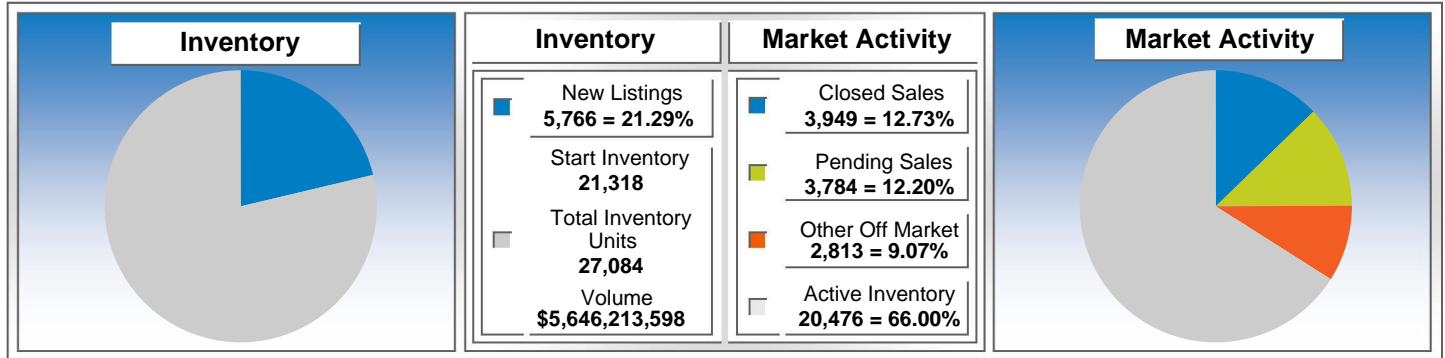 Inventory
Inventory
Market Activity
New Listings
5,766 = 21.29%
Start Inventory
21,318
Total Inventory
Units
27,084
Volume
$5,646,213,598
Closed Sales
3,949 = 12.73%
Pending Sales
3,784 = 12.20%
Other Off Market
2,813 = 9.07%
Active Inventory
20,476 = 66.00%
Market Activity